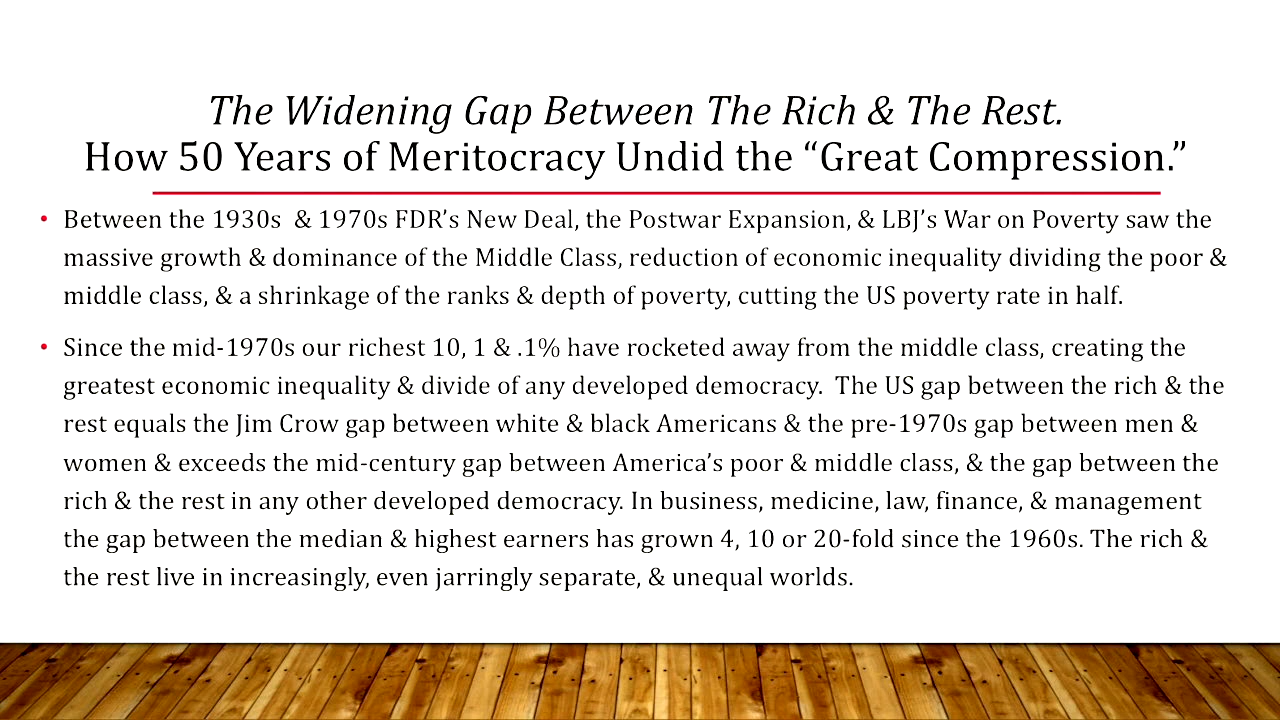 The Widening Gap Between The Rich & The Rest.
How 50 Years of Meritocracy Undid the “Great Compression.”
• Between the 1930s  & 1970s FDR’s New Deal, the Postwar Expansion, & LBJ’s War on Poverty saw the
massive growth & dominance of the Middle Class, reduction of economic inequality dividing the poor &
middle class, & a shrinkage of the ranks & depth of poverty, cutting the US poverty rate in half.
• Since the mid-1970s our richest 10, 1 & .1% have rocketed away from the middle class, creating the
greatest economic inequality & divide of any developed democracy.  The US gap between the rich & the
rest equals the Jim Crow gap between white & black Americans & the pre-1970s gap between men &
women & exceeds the mid-century gap between America’s poor & middle class, & the gap between the
rich & the rest in any other developed democracy. In business, medicine, law, finance, & management
the gap between the median & highest earners has grown 4, 10 or 20-fold since the 1960s. The rich &
the rest live in increasingly, even jarringly separate, & unequal worlds.